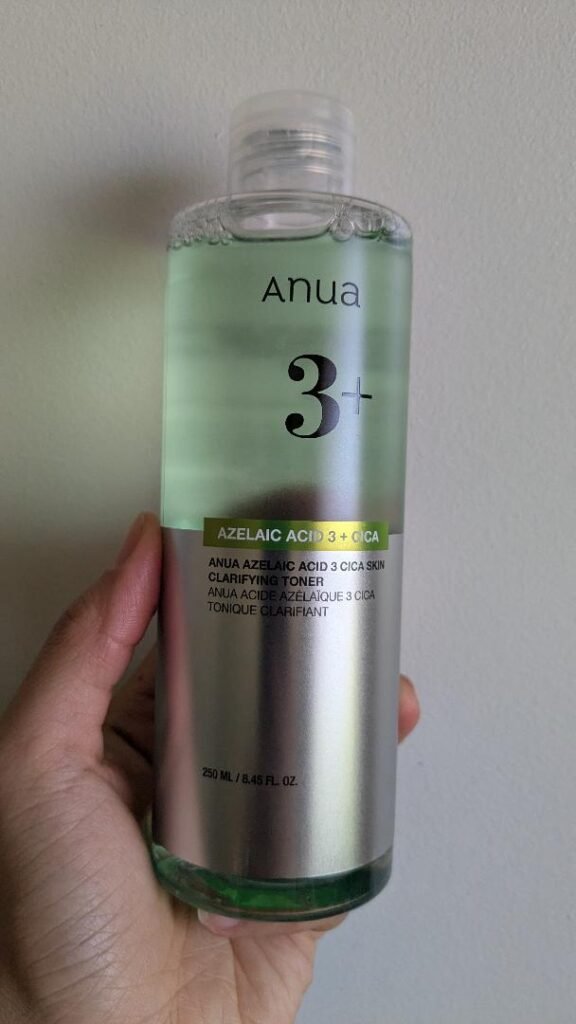 Anua
3+
AZELAIC ACID 3 + CICA
ANUA AZELAIC ACID 3 CICA SKIN
CLARIFYING TONER
ANUA ACIDE AZÉLAÏQUE 3 CICA
TONIQUE CLARIFIANT
250 ML / 8.45 FL. OZ.